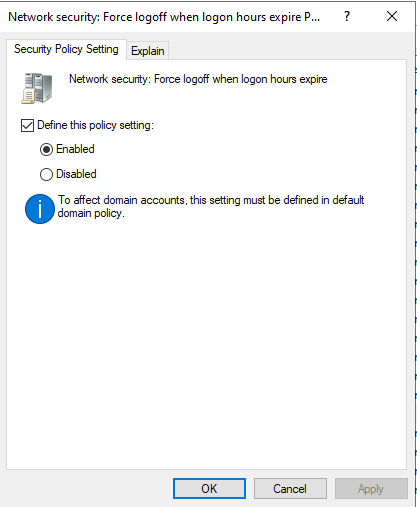 Network security: Force logoff when logon hours expire P...
?
Security Policy Setting
Explain
Network security: Force logoff when logon hours expire
Define this policy setting:
Enabled
Disabled
To affect domain accounts, this setting must be defined in default
domain policy.
OK
Cancel
Apply